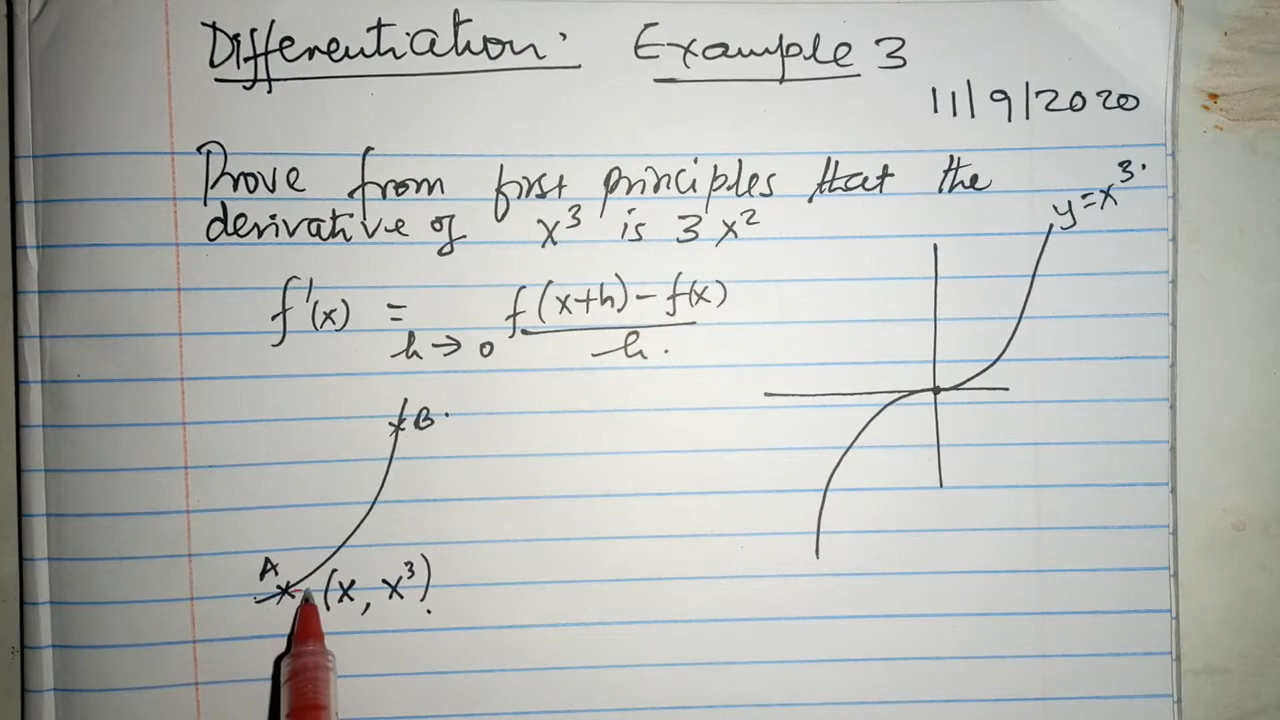 Differentiation: Example 3
11/9/2020
Prove from first principles that the
derivative of x³ is 3x²
y=x³.
f'(x) = f(x+h)-f(x)
h→0 h.
B.
A
(x, x³).